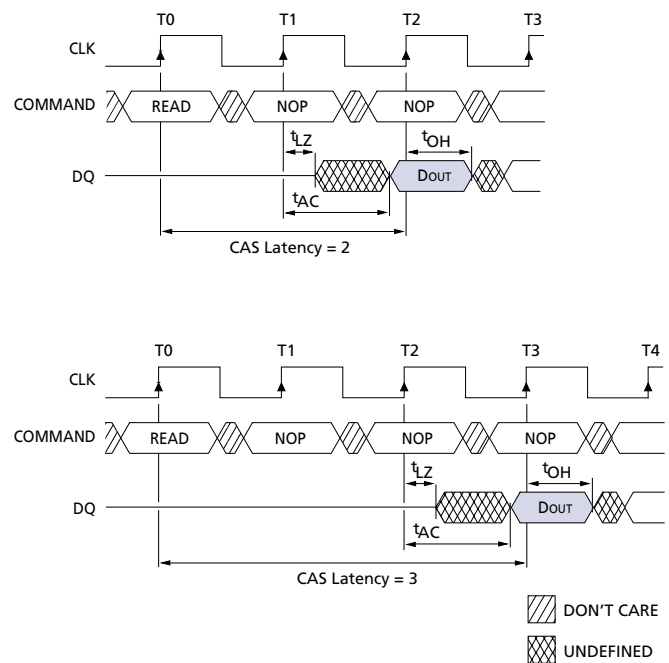 T0 T1 T2 T3
CLK
COMMAND READ NOP NOP
tLZ tOH
DQ DOUT
tAC
CAS Latency = 2
T0 T1 T2 T3 T4
CLK
COMMAND READ NOP NOP NOP
tLZ tOH
DQ DOUT
tAC
CAS Latency = 3
DON'T CARE
UNDEFINED